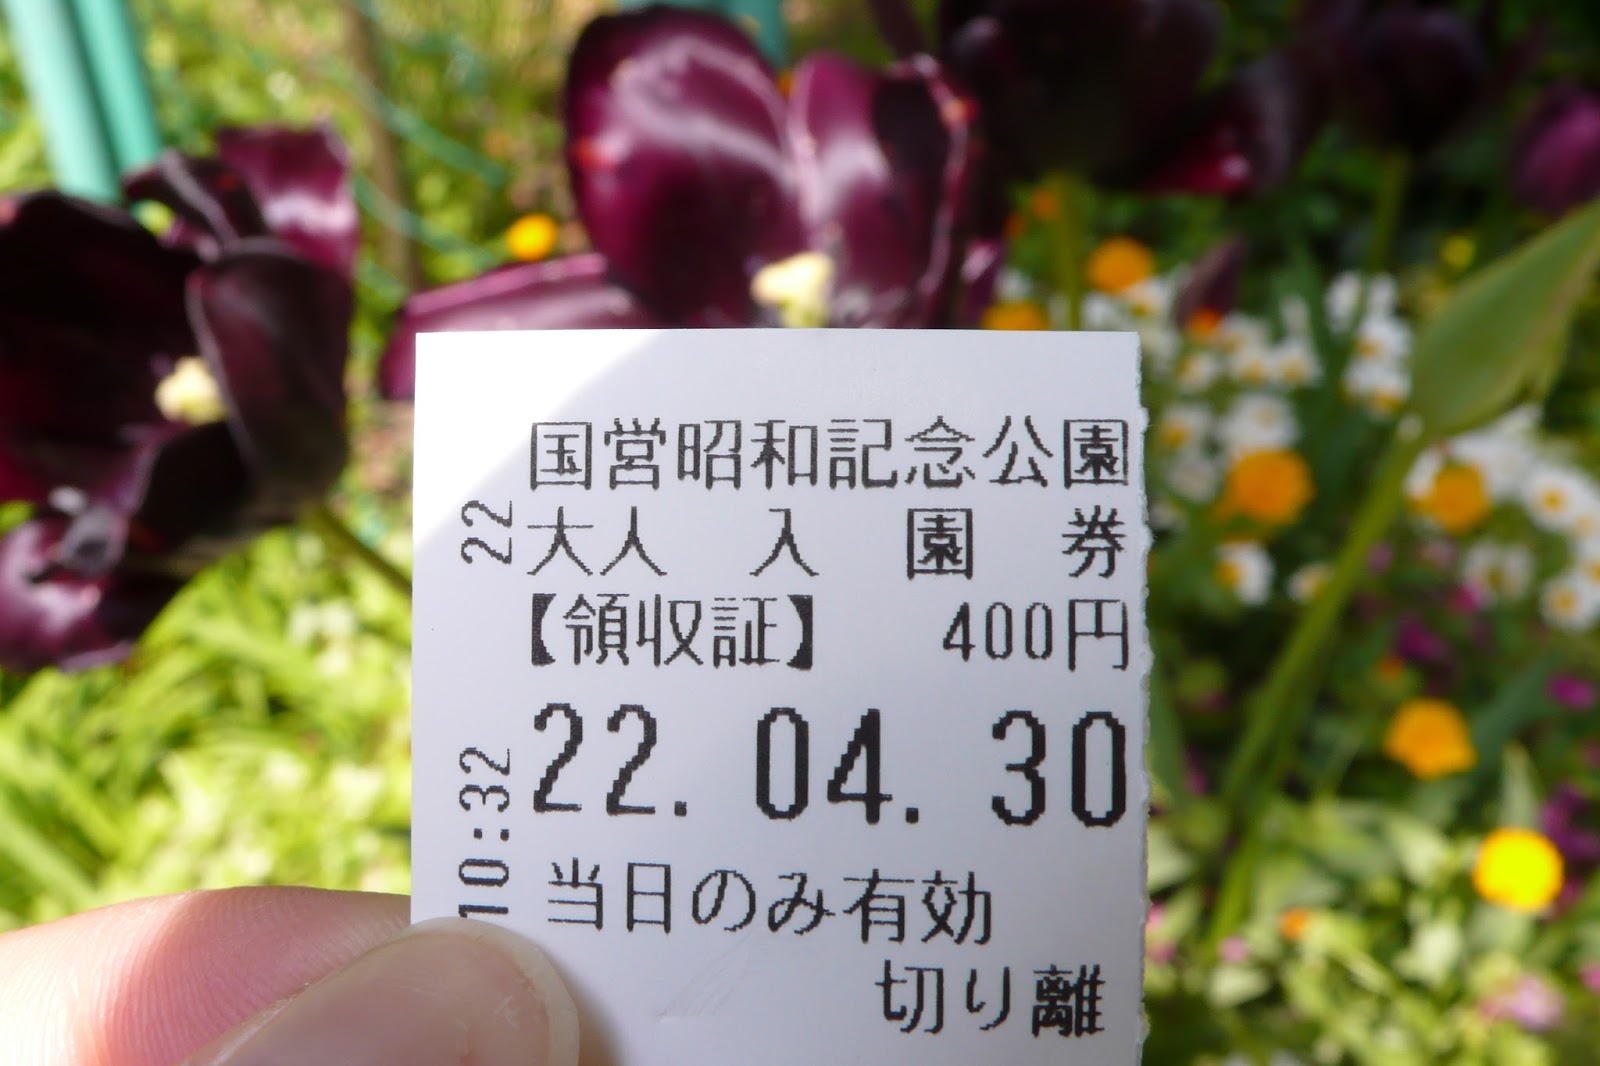 国営昭和記念公園
大人 入 園 券
【領収証】 400円
22. 04. 30
当日のみ有効
切り離
22
10:32